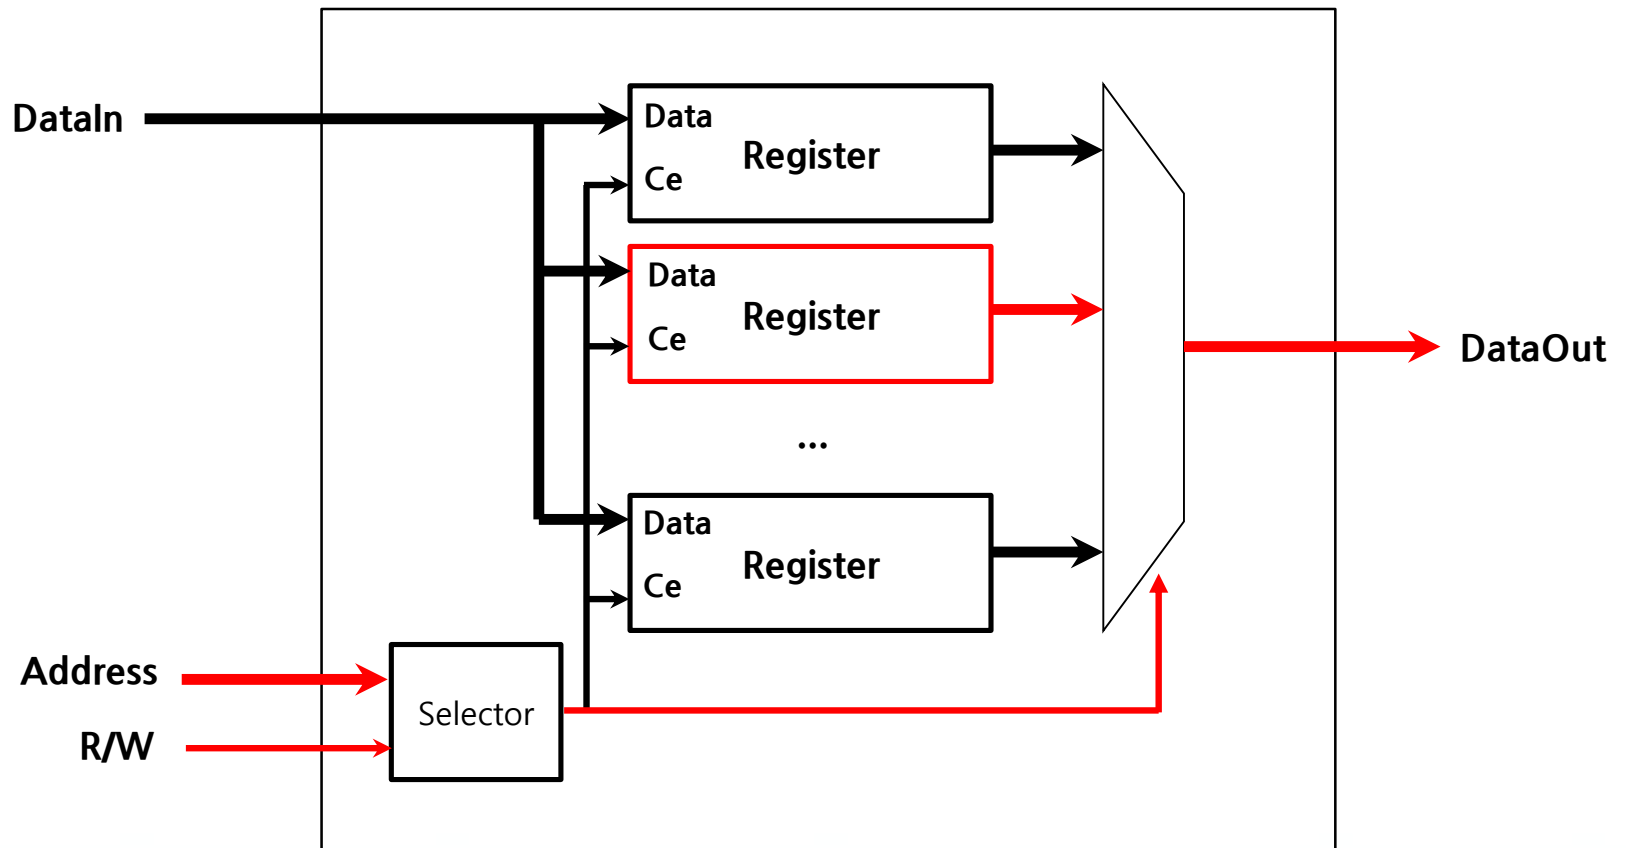 DataIn
Data
Register
Ce
Data
Register
Ce
DataOut
...
Data
Register
Ce
Address
Selector
R/W